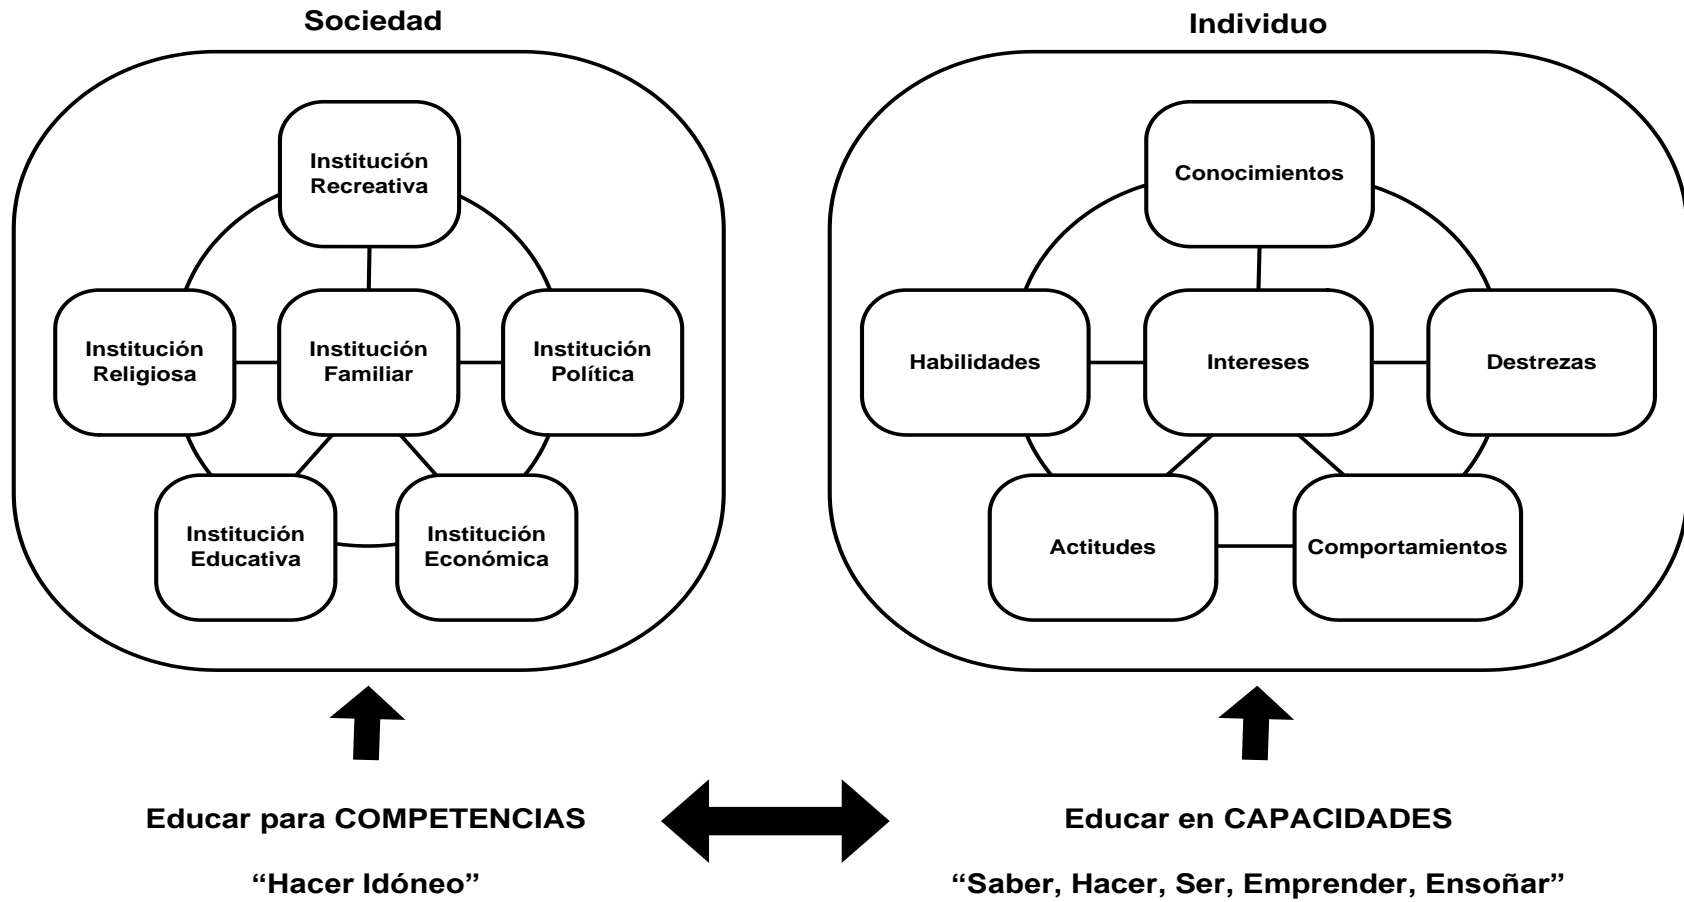 Sociedad
Institución
Recreativa
Institución
Religiosa
Institución
Familiar
Institución
Política
Institución
Educativa
Institución
Económica
Educar para COMPETENCIAS
“Hacer Idóneo”
Individuo
Conocimientos
Habilidades
Intereses
Destrezas
Actitudes
Comportamientos
Educar en CAPACIDADES
“Saber, Hacer, Ser, Emprender, Ensoñar”